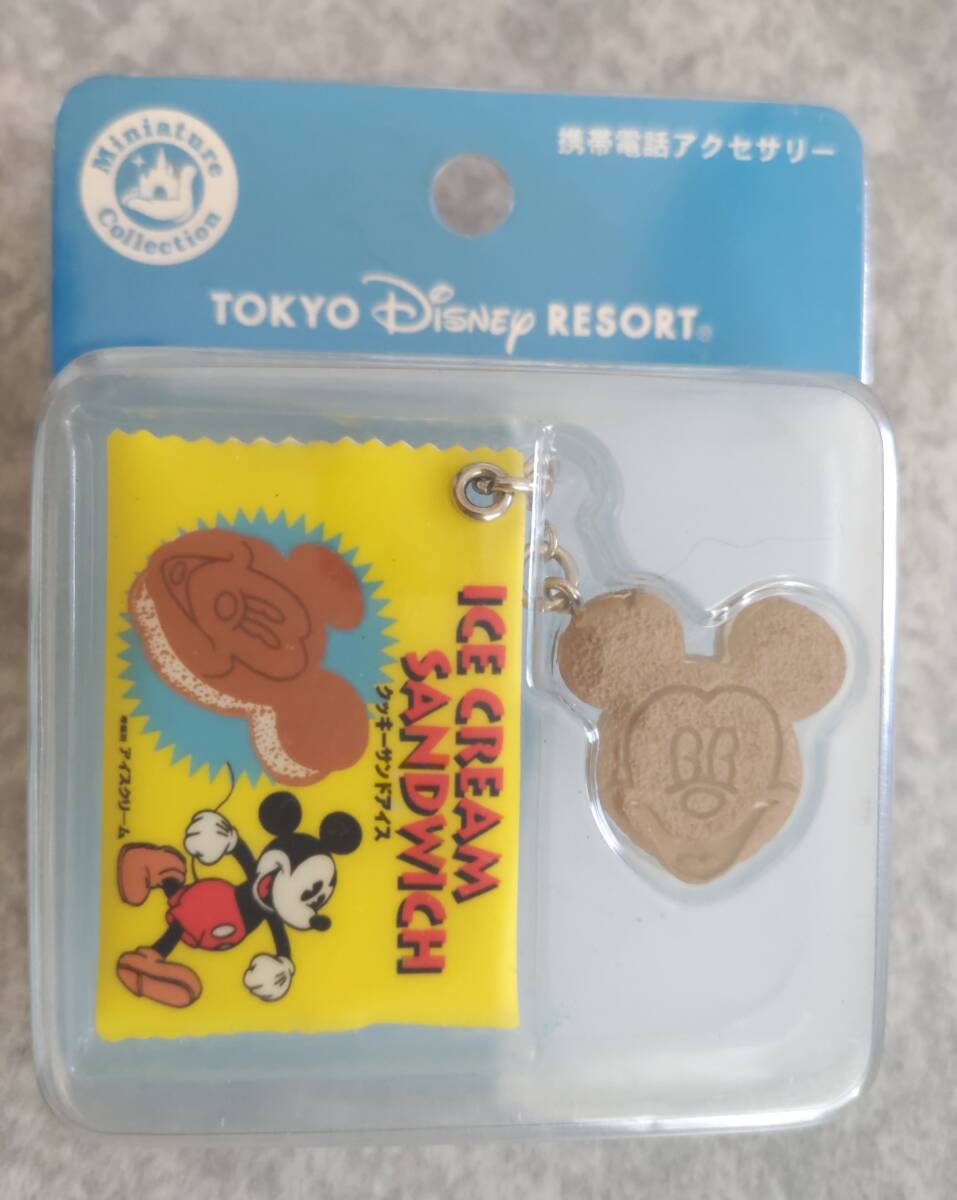 Miniature
Collection
携帯電話アクセサリー
TOKYO Disney RESORT®
ICE CREAM
SANDWICH
クッキーサンドアイス
アイスクリーム